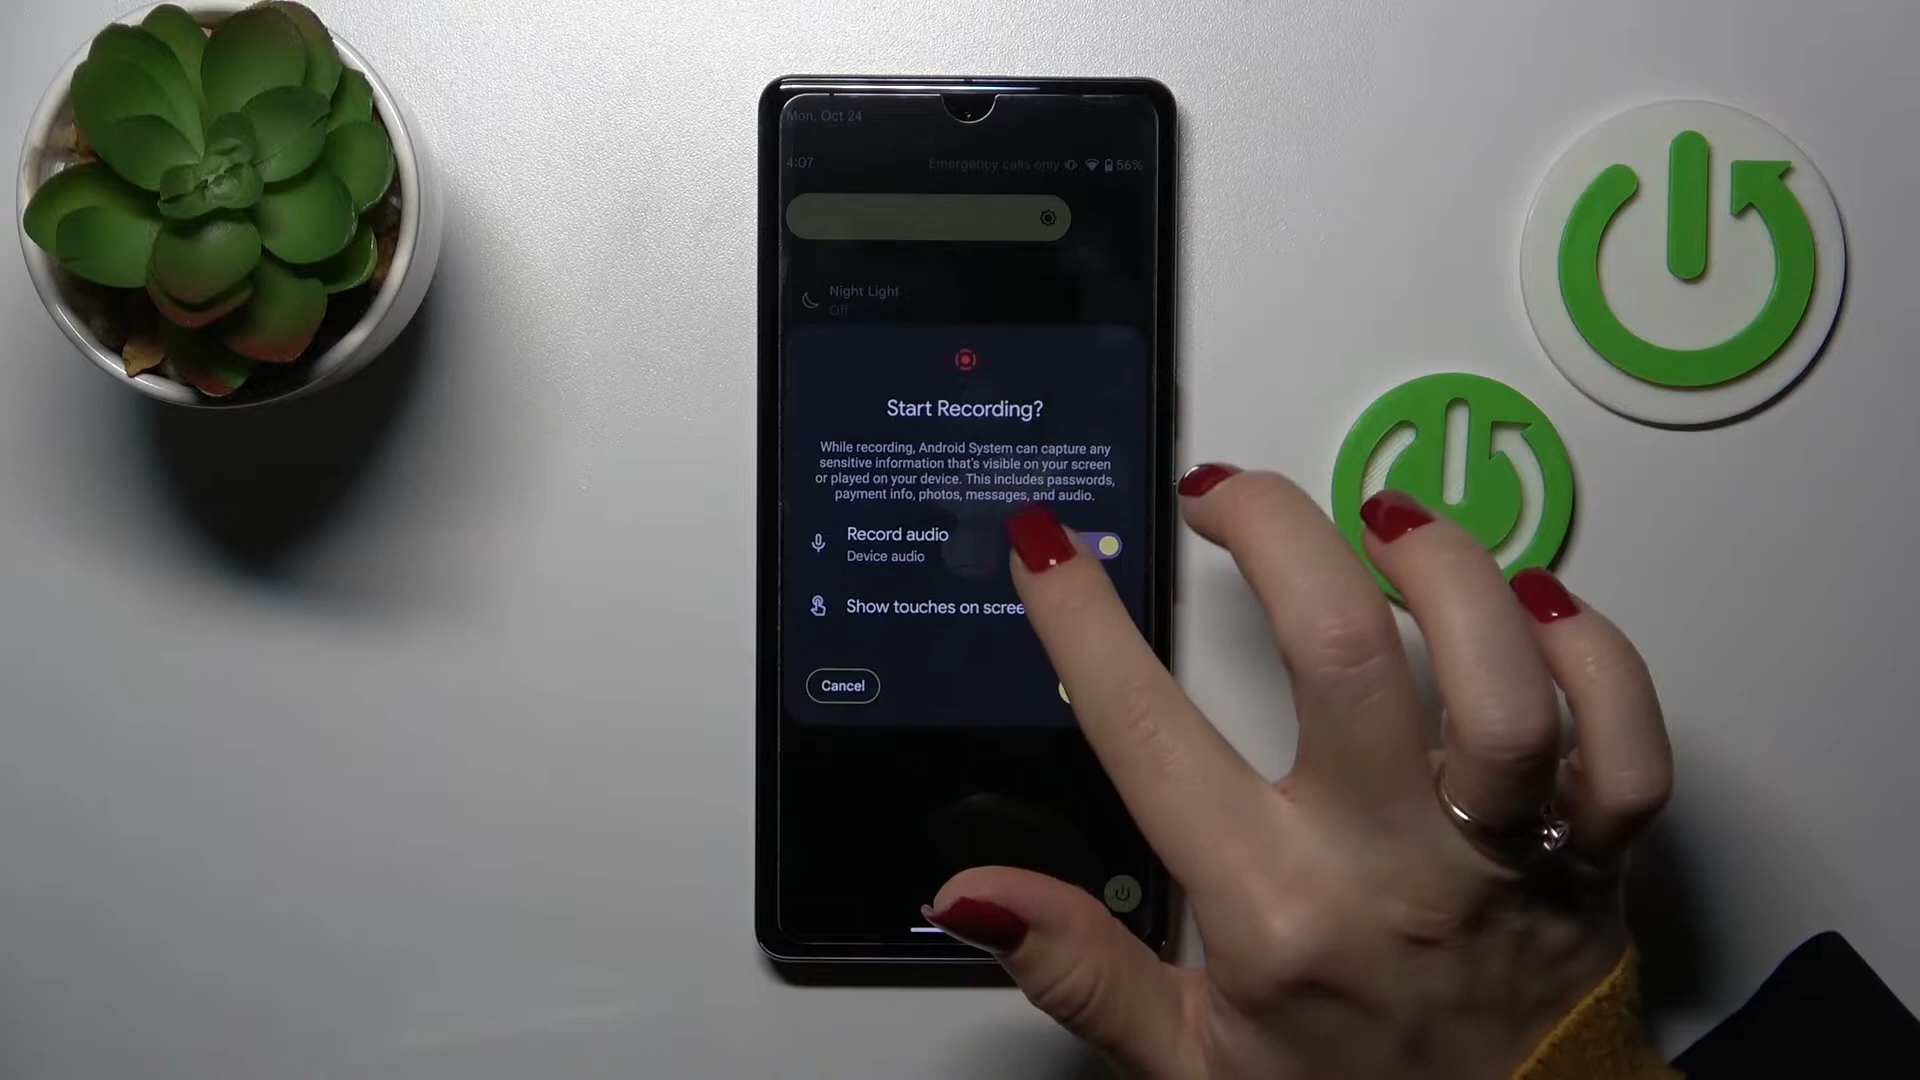 Mon, Oct 24
4:07
Emergency calls only
56%
Night Light
Off
Start Recording?
While recording, Android System can capture any
sensitive information that's visible on your screen
or played on your device. This includes passwords,
payment info, photos, messages, and audio.
Record audio
Device audio
Show touches on scree
Cancel